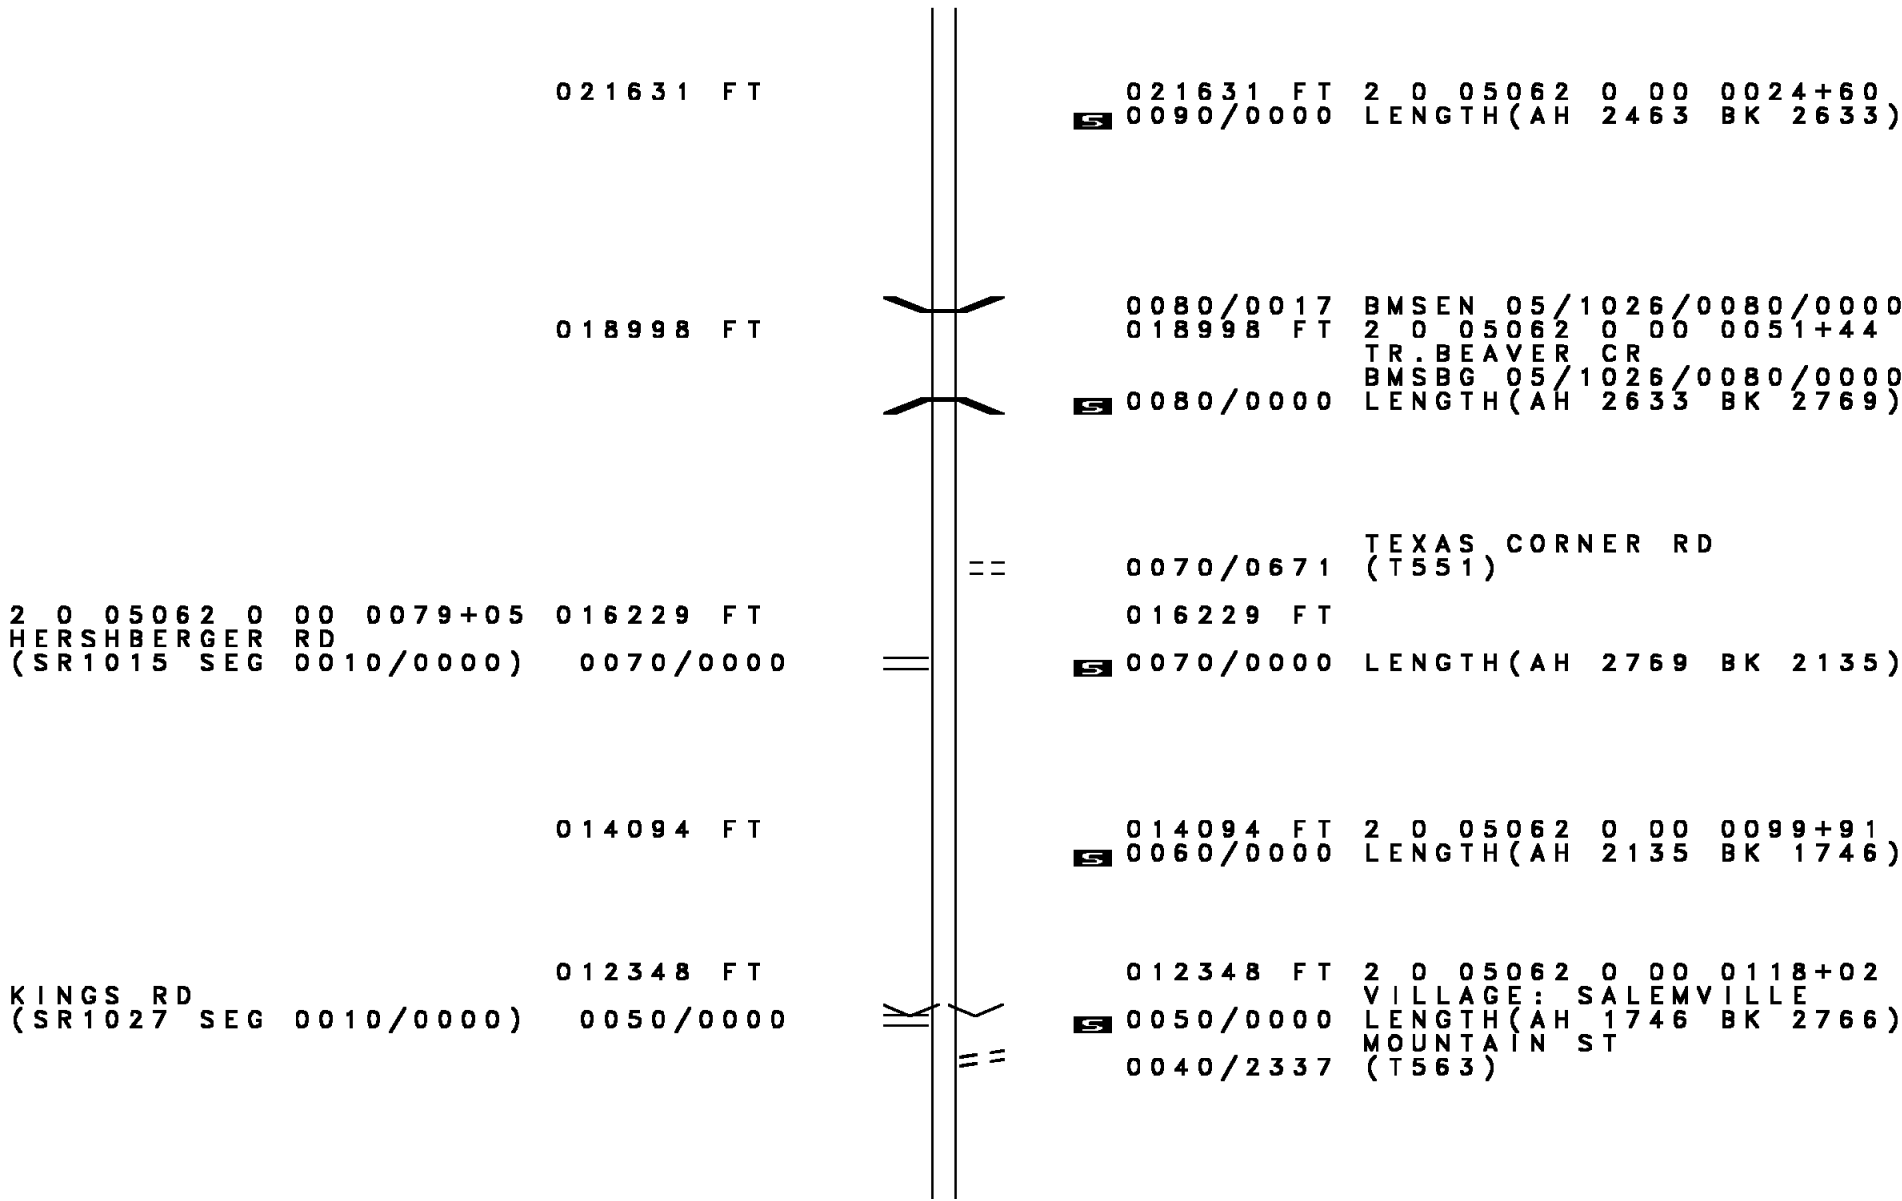 021631 FT 021631 FT 2 0 05062 0 00 0024+60
S 0090/0000 LENGTH(AH 2463 BK 2633)
0080/0017 BMSEN 05/1026/0080/0000
018998 FT 018998 FT 2 0 05062 0 00 0051+44
TR.BEAVER CR
BMSBG 05/1026/0080/0000
S 0080/0000 LENGTH(AH 2633 BK 2769)
TEXAS CORNER RD
0070/0671 (T551)
2 0 05062 0 00 0079+05 016229 FT 016229 FT
HERSHBERGER RD
(SR1015 SEG 0010/0000) 0070/0000 S 0070/0000 LENGTH(AH 2769 BK 2135)
014094 FT 014094 FT 2 0 05062 0 00 0099+91
S 0060/0000 LENGTH(AH 2135 BK 1746)
012348 FT 012348 FT 2 0 05062 0 00 0118+02
KINGS RD VILLAGE: SALEMVILLE
(SR1027 SEG 0010/0000) 0050/0000 S 0050/0000 LENGTH(AH 1746 BK 2766)
MOUNTAIN ST
0040/2337 (T563)